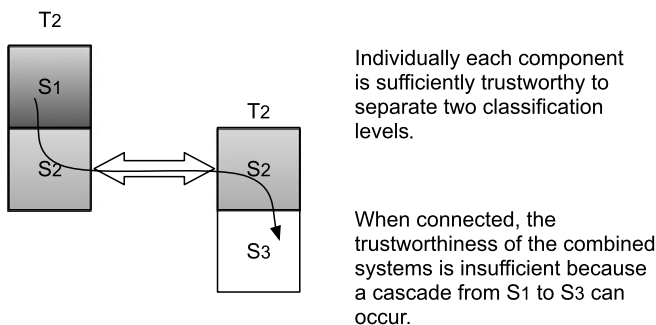 T2
S1
S2
T2
S2
S3
Individually each component
is sufficiently trustworthy to
separate two classification
levels.
When connected, the
trustworthiness of the combined
systems is insufficient because
a cascade from S1 to S3 can
occur.